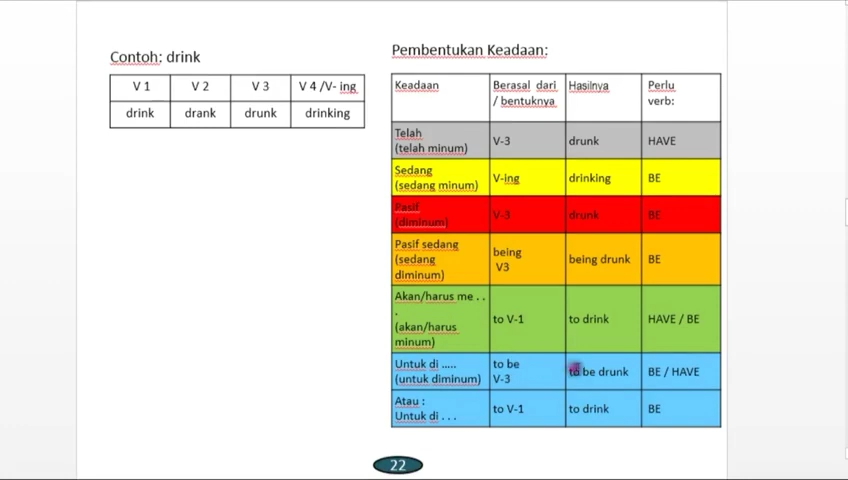 Contoh: drink
V 1 V 2 V 3 V 4 /V- ing
drink drank drunk drinking
Pembentukan Keadaan:
Keadaan Berasal dari / bentuknya Hasilnya Perlu verb:
Telah
(telah minum) V-3 drunk HAVE
Sedang
(sedang minum) V-ing drinking BE
Pasif
(diminum) V-3 drunk BE
Pasif sedang
(sedang
diminum) being
V3 being drunk BE
Akan/harus me . .
.
(akan/harus
minum) to V-1 to drink HAVE / BE
Untuk di .....
(untuk diminum) to be
V-3 to be drunk BE / HAVE
Atau :
Untuk di . . . to V-1 to drink BE
22